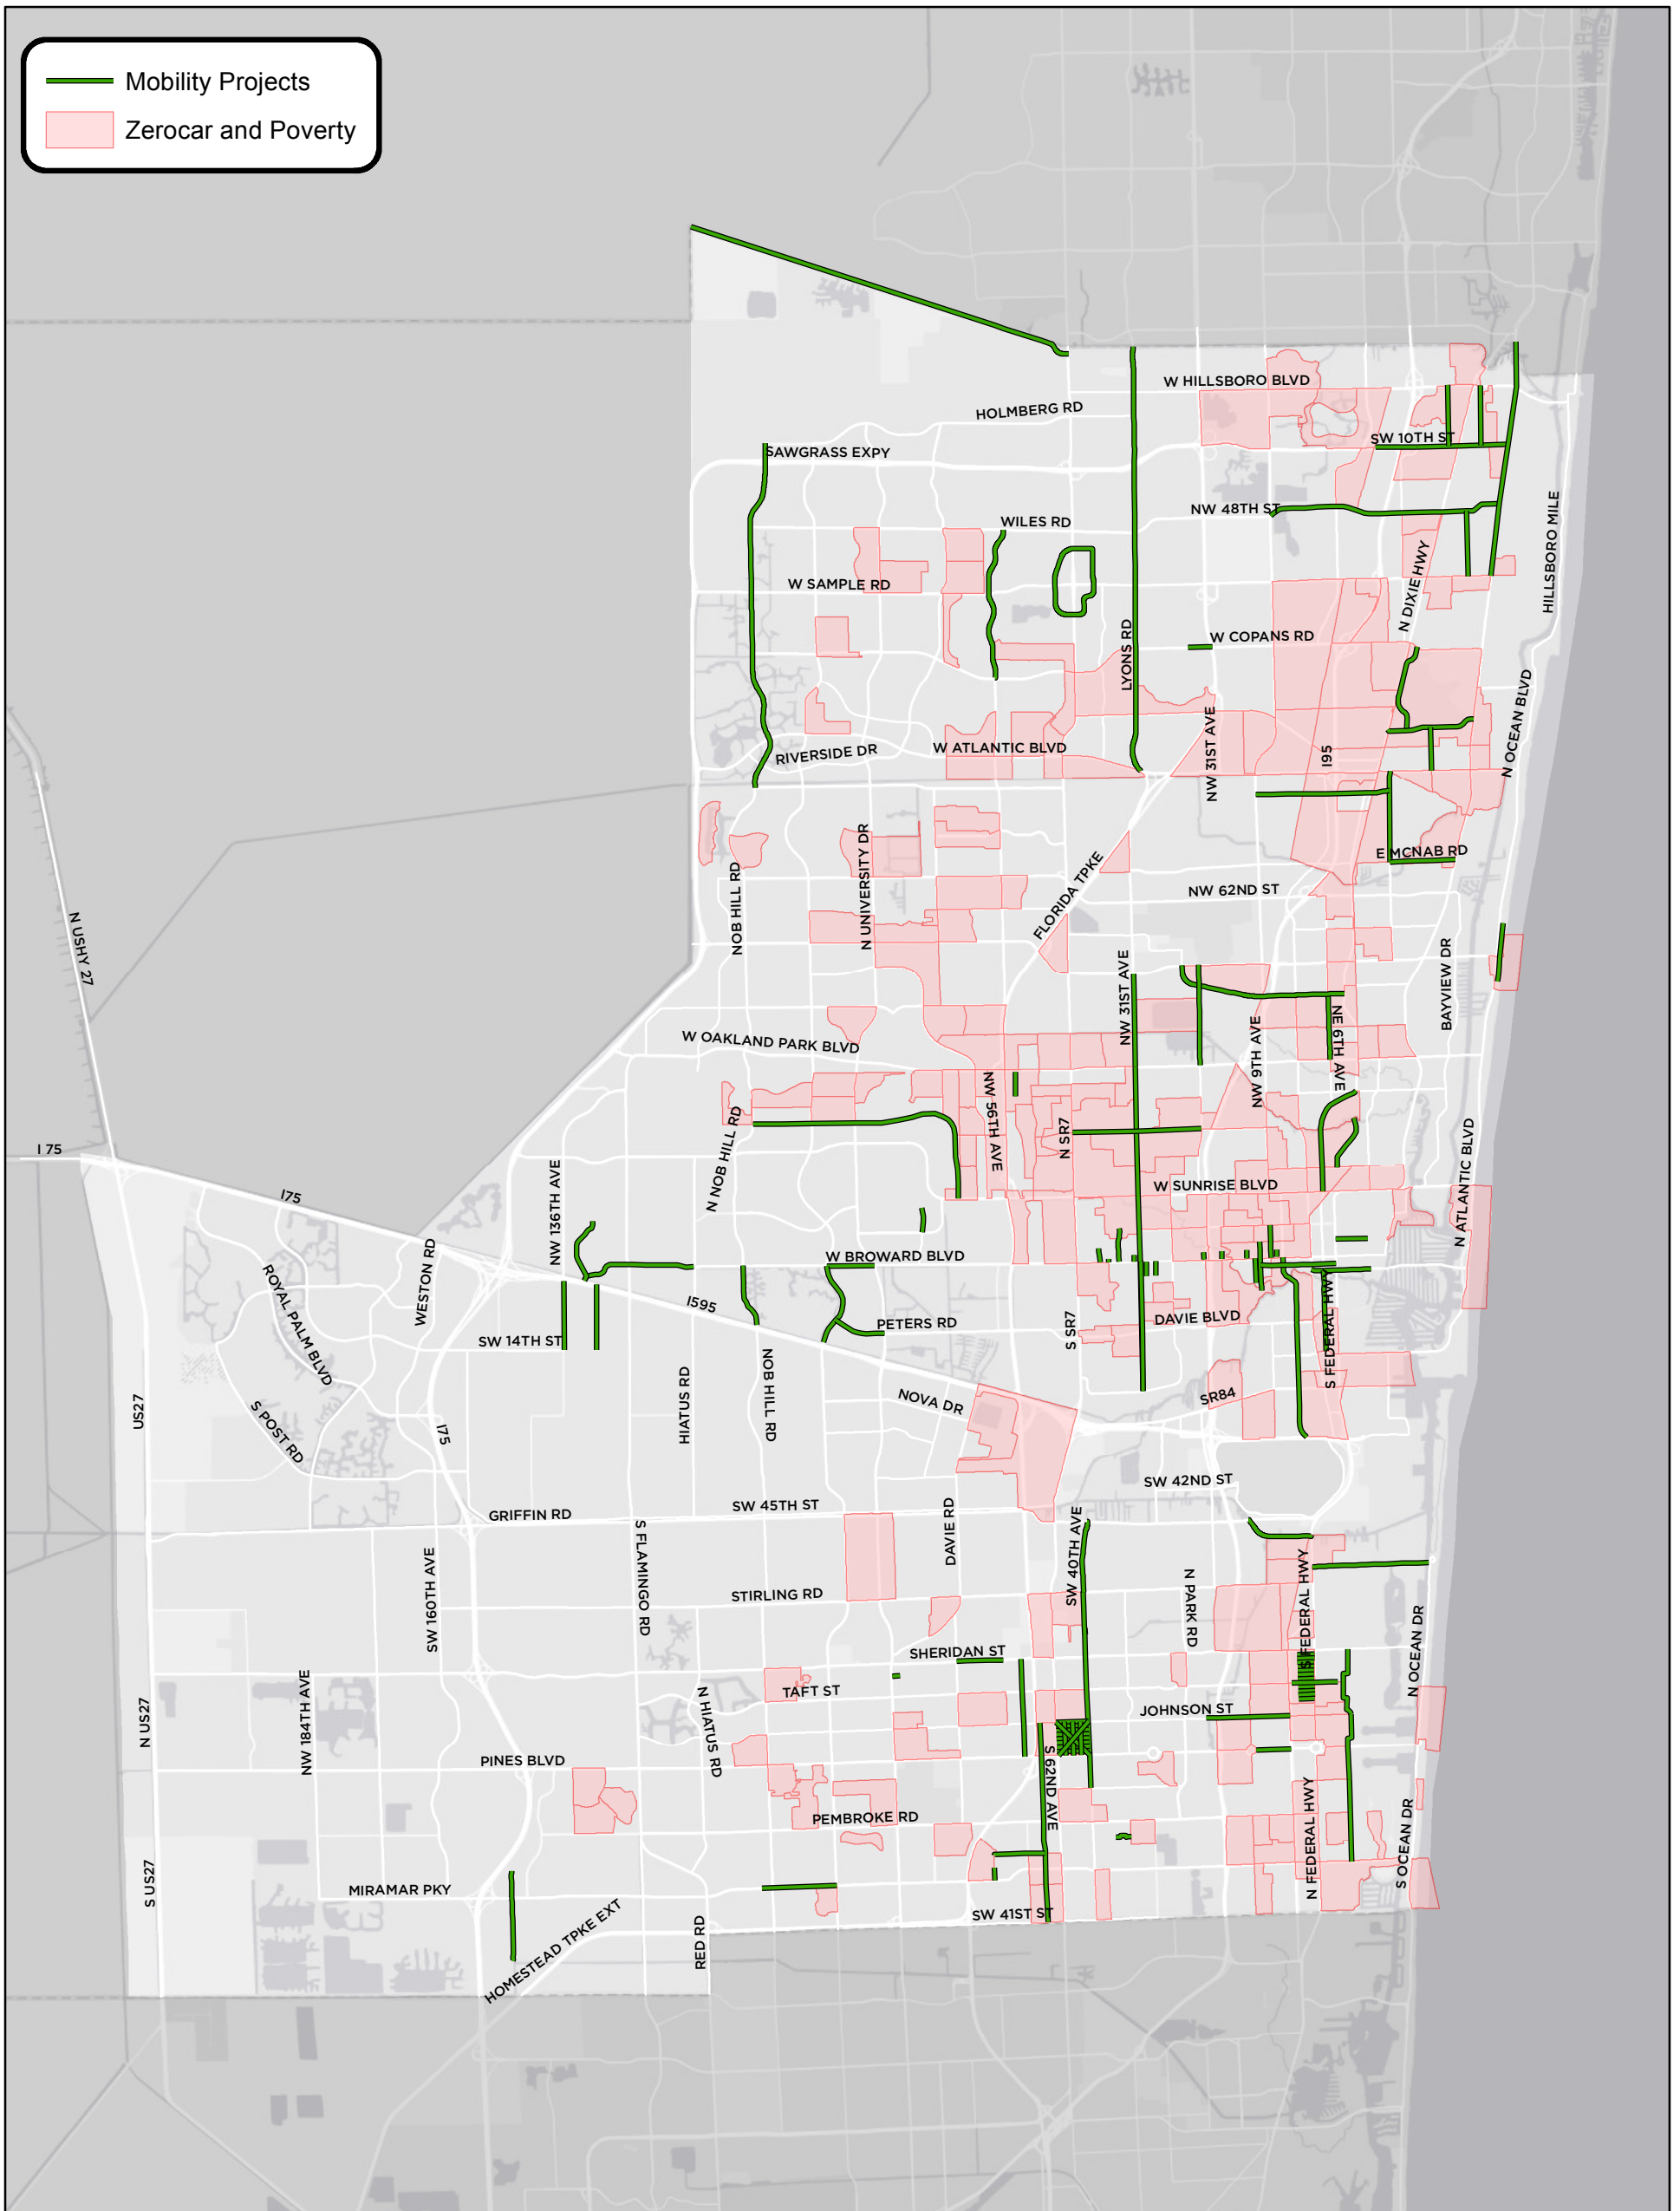 Mobility Projects
Zerocar and Poverty
W HILLSBORO BLVD
HOLMBERG RD
SW 10TH ST
SAWGRASS EXPY
NW 48TH ST
WILES RD
HILLSBORO MILE
N DIXIE HWY
W SAMPLE RD
W COPANS RD
LYONS RD
N OCEAN BLVD
NW 31ST AVE
I95
W ATLANTIC BLVD
RIVERSIDE DR
E MCNAB RD
N UNIVERSITY DR
NOB HILL RD
FLORIDA TPKE
NW 62ND ST
N USHY 27
BAYVIEW DR
NW 31ST AVE
NE 6TH AVE
NW 9TH AVE
W OAKLAND PARK BLVD
NW 56TH AVE
N SR7
N NOB HILL RD
I 75
I75
N ATLANTIC BLVD
W SUNRISE BLVD
NW 136TH AVE
WESTON RD
W BROWARD BLVD
ROYAL PALM BLVD
I595
PETERS RD
DAVIE BLVD
S SR7
S FEDERAL HWY
SW 14TH ST
US27
HIATUS RD
NOB HILL RD
NOVA DR
SR84
S POST RD
I75
SW 42ND ST
SW 45TH ST
GRIFFIN RD
DAVIE RD
SW 40TH AVE
S FLAMINGO RD
SW 160TH AVE
STIRLING RD
N PARK RD
S FEDERAL HWY
N OCEAN DR
SHERIDAN ST
TAFT ST
N US27
NW 184TH AVE
N HIATUS RD
JOHNSON ST
PINES BLVD
S 62ND AVE
PEMBROKE RD
N FEDERAL HWY
S OCEAN DR
S US27
MIRAMAR PKY
SW 41ST ST
HOMESTEAD TPKE EXT
RED RD